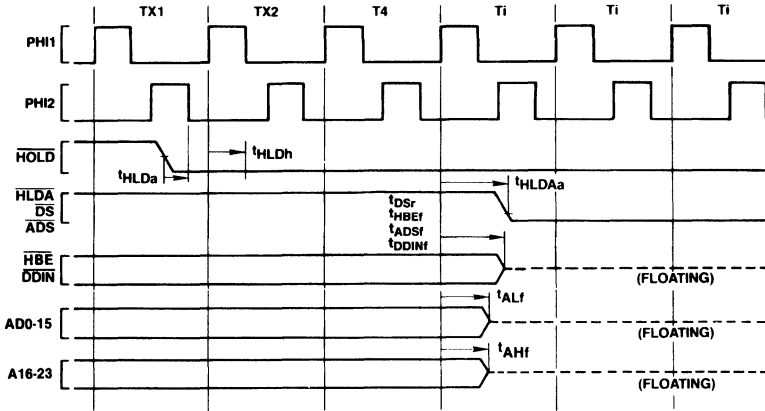 TX1 TX2 T4 Ti Ti Ti
PHI1
PHI2
HOLD
tHLDa
tHLDh
HLDA
DS
ADS
tHLDAa
tDSr
tHBEf
tADSf
tDDINf
HBE
DDIN
(FLOATING)
AD0-15
tALf
(FLOATING)
A16-23
tAHf
(FLOATING)